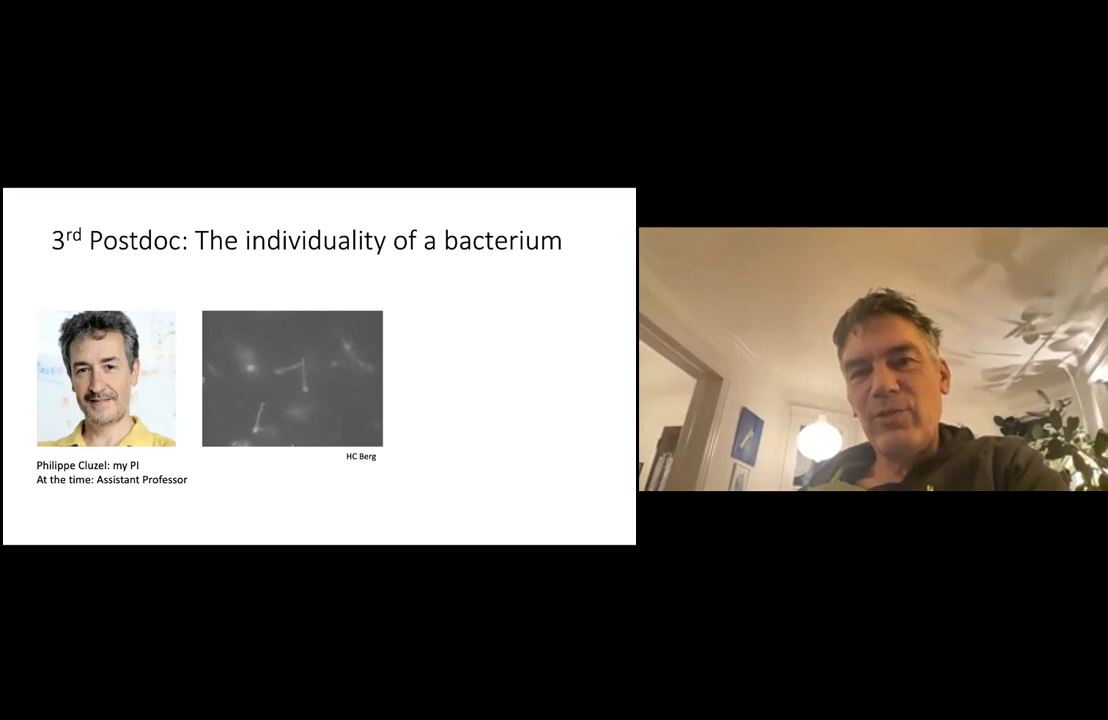 3rd Postdoc: The individuality of a bacterium
HC Berg
Philippe Cluzel: my PI
At the time: Assistant Professor